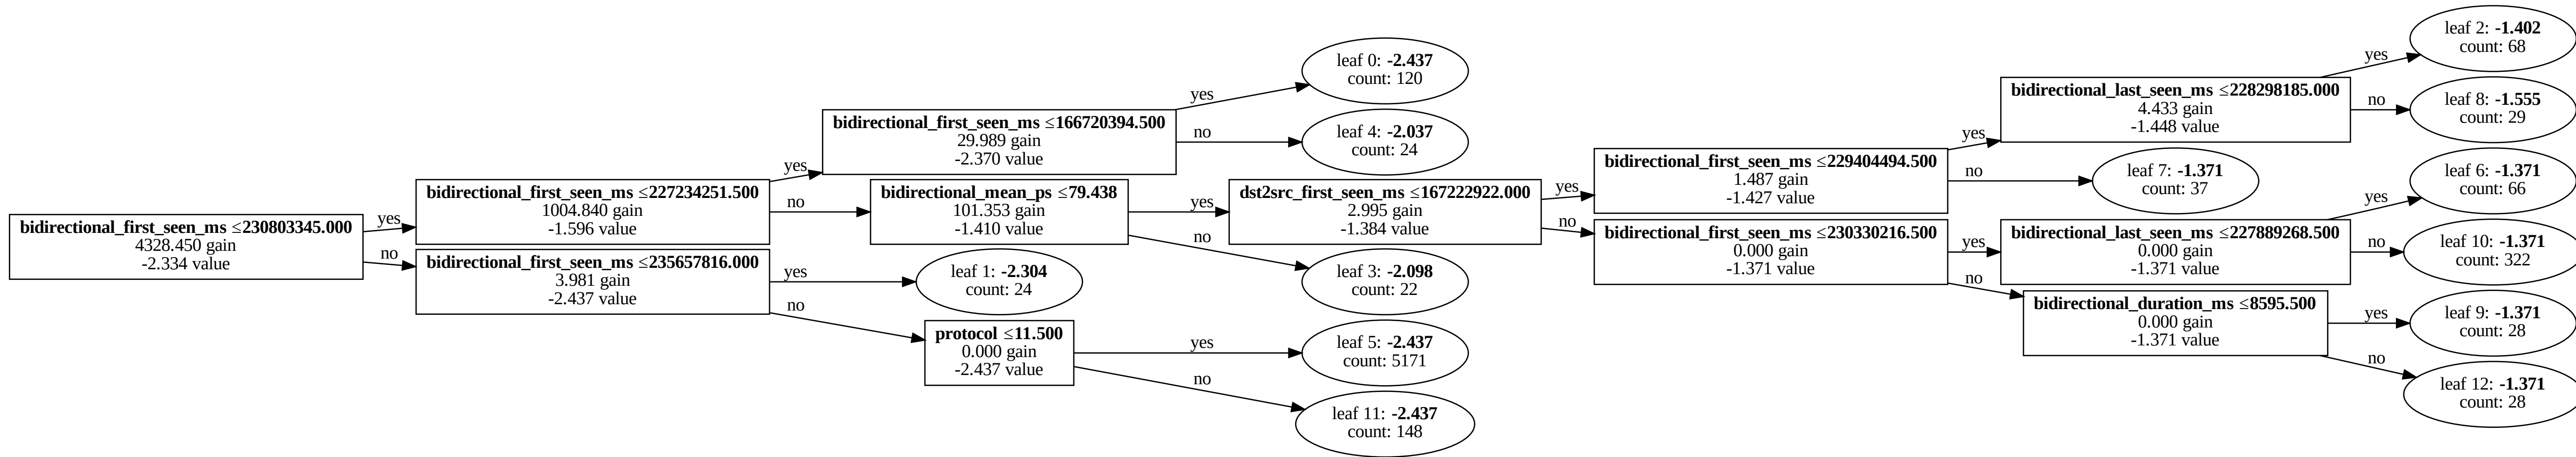 bidirectional_first_seen_ms ≤230803345.000
4328.450 gain
-2.334 value
yes
no
bidirectional_first_seen_ms ≤227234251.500
1004.840 gain
-1.596 value
yes
no
bidirectional_first_seen_ms ≤235657816.000
3.981 gain
-2.437 value
yes
no
bidirectional_first_seen_ms ≤166720394.500
29.989 gain
-2.370 value
yes
no
bidirectional_mean_ps ≤79.438
101.353 gain
-1.410 value
yes
no
leaf 1: -2.304
count: 24
protocol ≤11.500
0.000 gain
-2.437 value
yes
no
leaf 0: -2.437
count: 120
leaf 4: -2.037
count: 24
dst2src_first_seen_ms ≤167222922.000
2.995 gain
-1.384 value
yes
no
leaf 3: -2.098
count: 22
leaf 5: -2.437
count: 5171
leaf 11: -2.437
count: 148
bidirectional_first_seen_ms ≤229404494.500
1.487 gain
-1.427 value
yes
no
bidirectional_first_seen_ms ≤230330216.500
0.000 gain
-1.371 value
yes
no
bidirectional_last_seen_ms ≤228298185.000
4.433 gain
-1.448 value
yes
no
leaf 7: -1.371
count: 37
bidirectional_last_seen_ms ≤227889268.500
0.000 gain
-1.371 value
yes
no
bidirectional_duration_ms ≤8595.500
0.000 gain
-1.371 value
yes
no
leaf 2: -1.402
count: 68
leaf 8: -1.555
count: 29
leaf 6: -1.371
count: 66
leaf 10: -1.371
count: 322
leaf 9: -1.371
count: 28
leaf 12: -1.371
count: 28